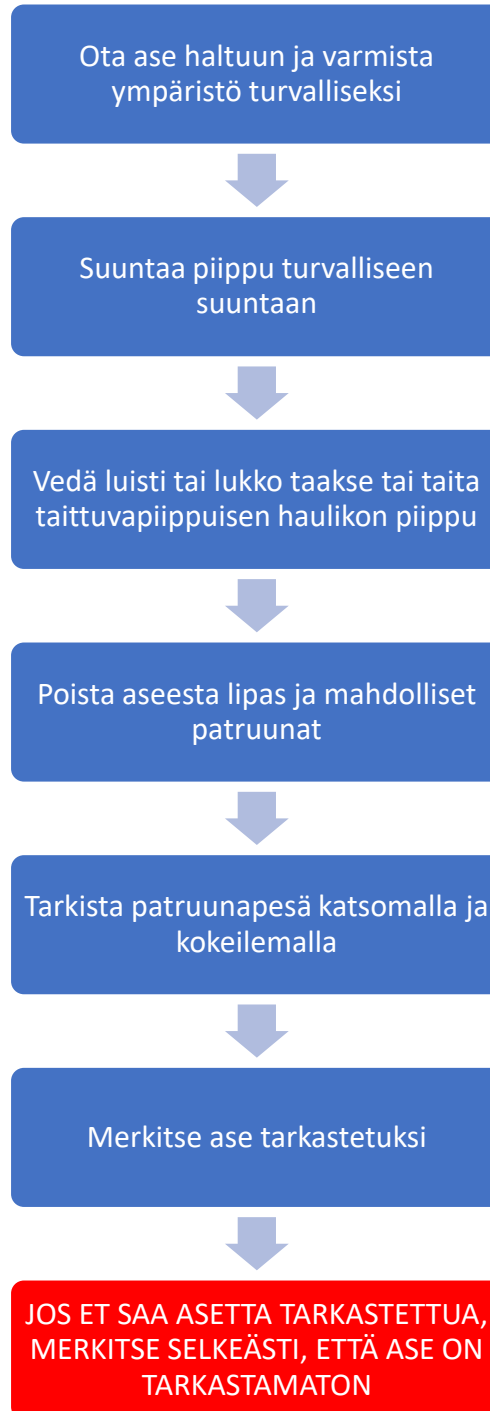 Ota ase haltuun ja varmista
ympäristö turvalliseksi
Suuntaa piippu turvalliseen
suuntaan
Vedä luisti tai lukko taakse tai taita
taittuvapiippuisen haulikon piippu
Poista aseesta lipas ja mahdolliset
patruunat
Tarkista patruunapesä katsomalla ja
kokeilemalla
Merkitse ase tarkastetuksi
JOS ET SAA ASETTA TARKASTETTUA,
MERKITSE SELKEÄSTI, ETTÄ ASE ON
TARKASTAMATON